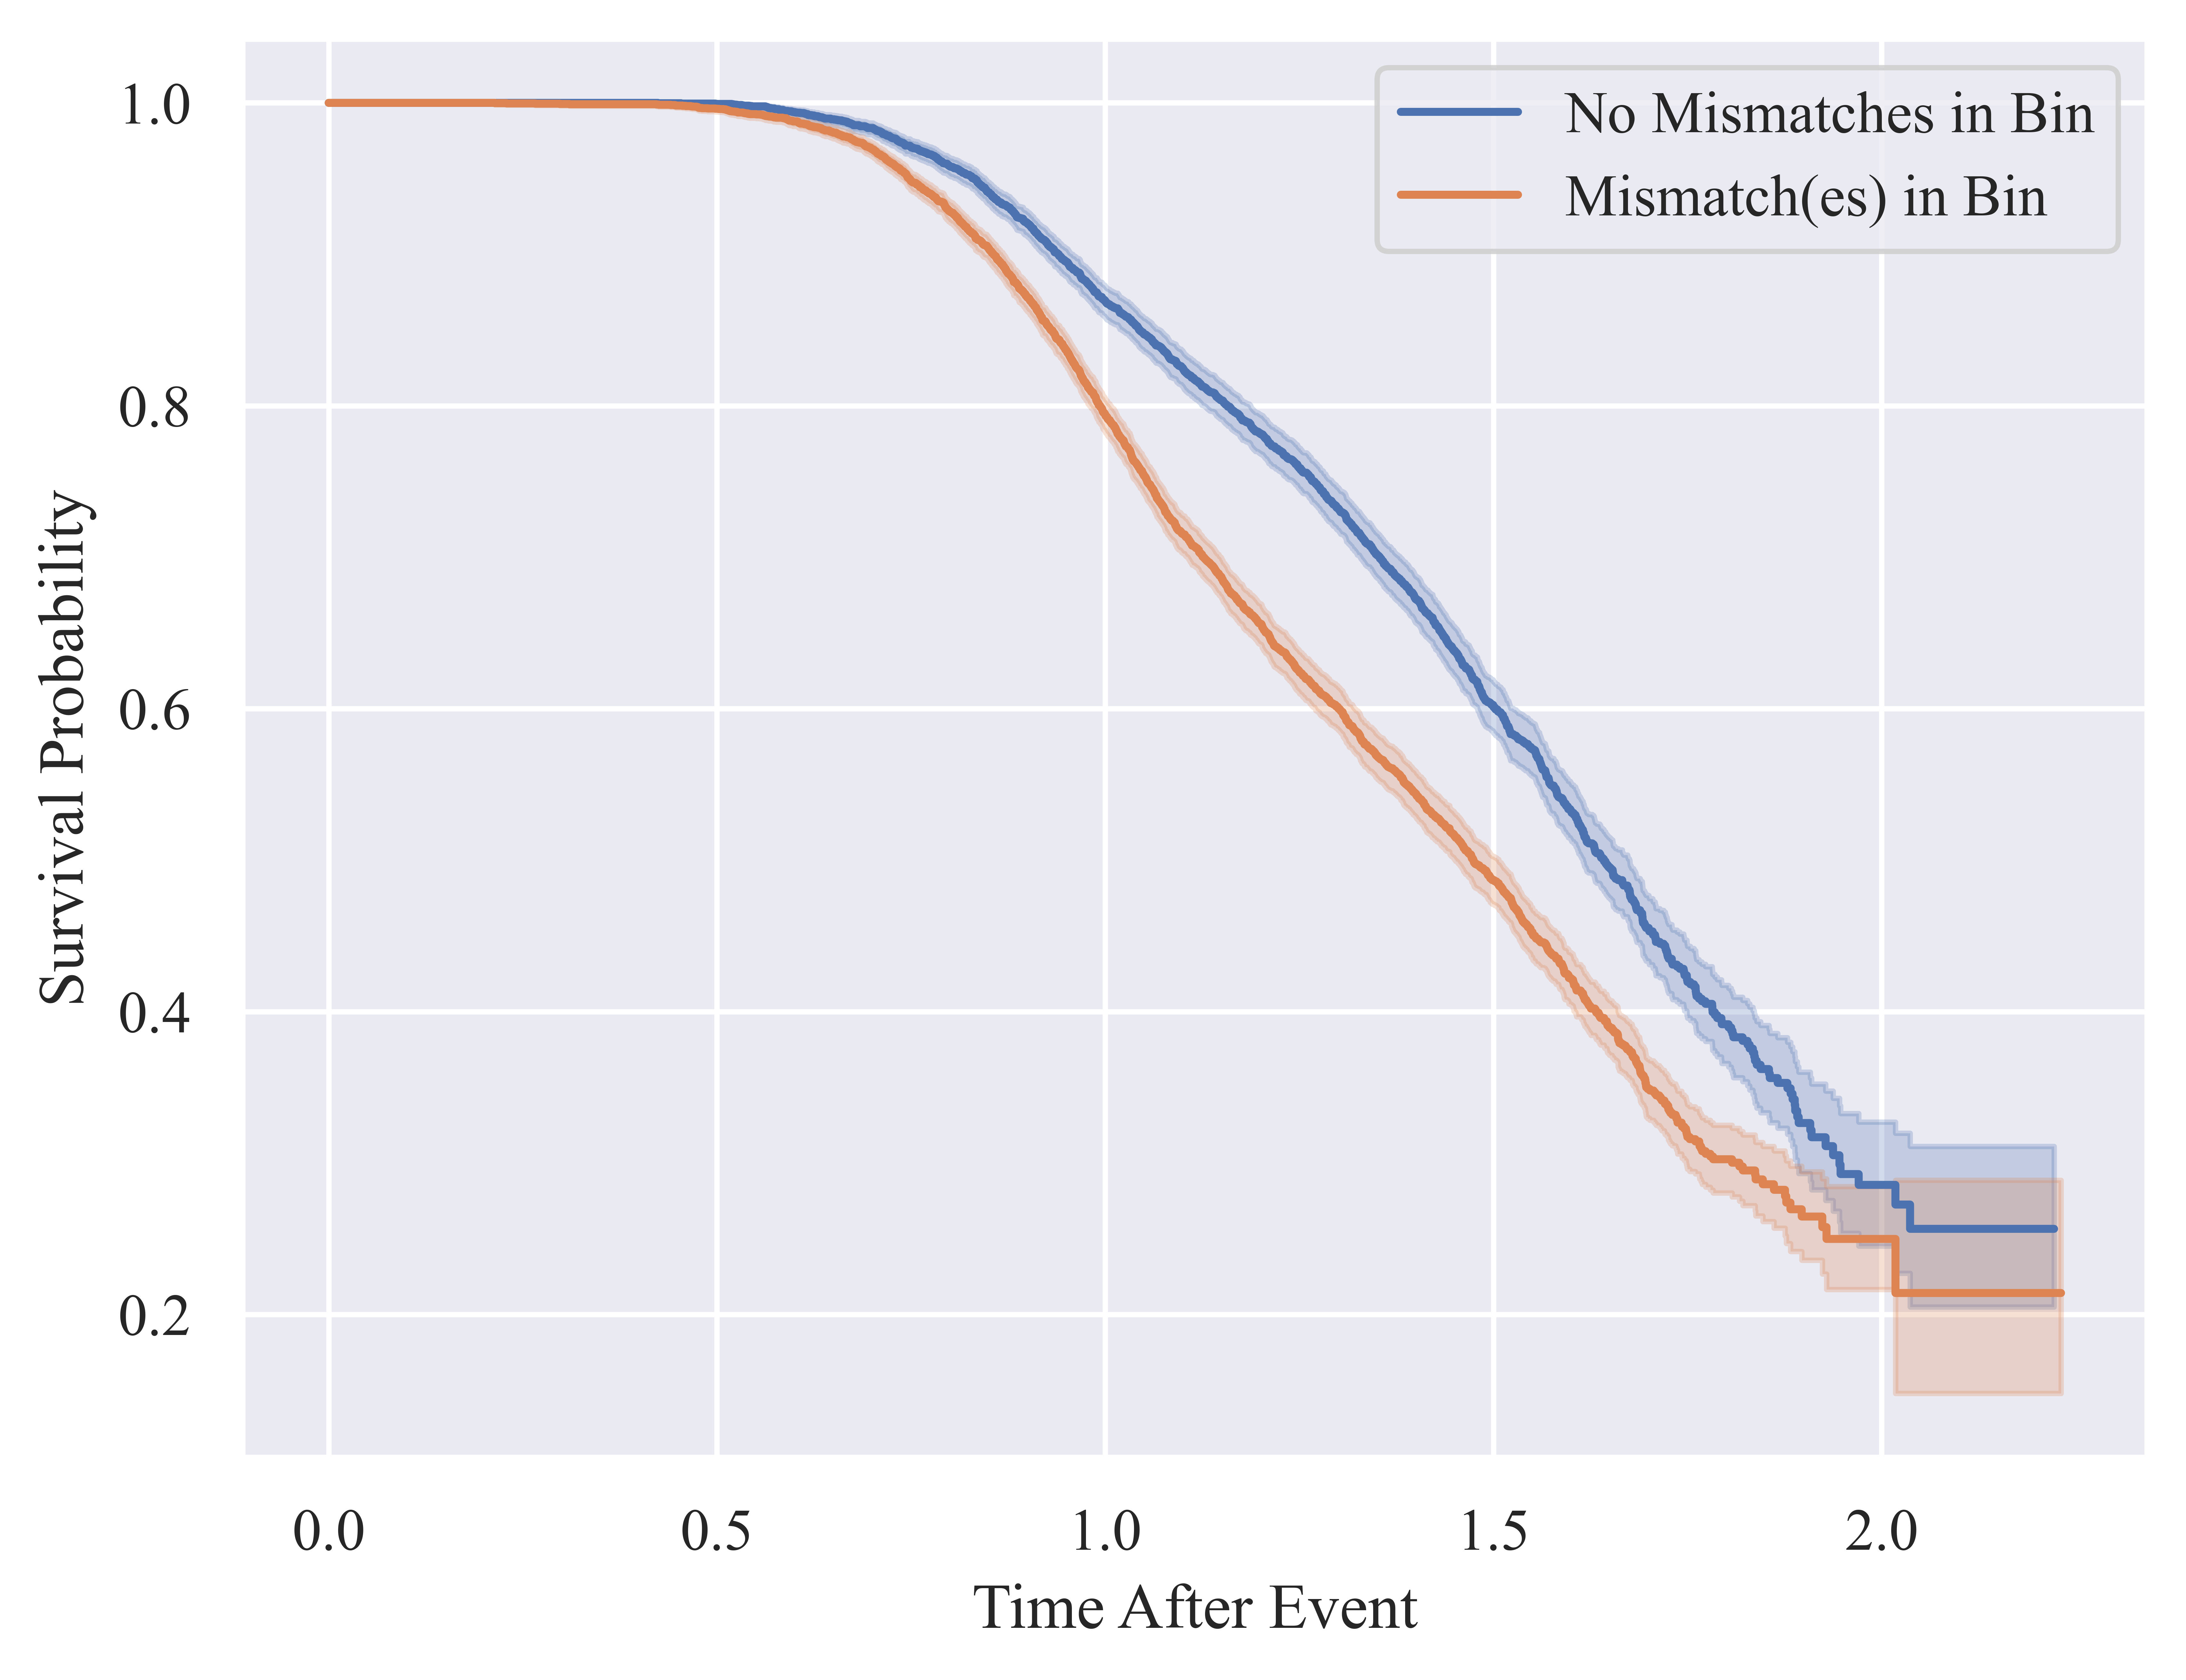 No Mismatches in Bin
Mismatch(es) in Bin
1.0
0.8
0.6
0.4
0.2
Survival Probability
0.0 0.5 1.0 1.5 2.0
Time After Event